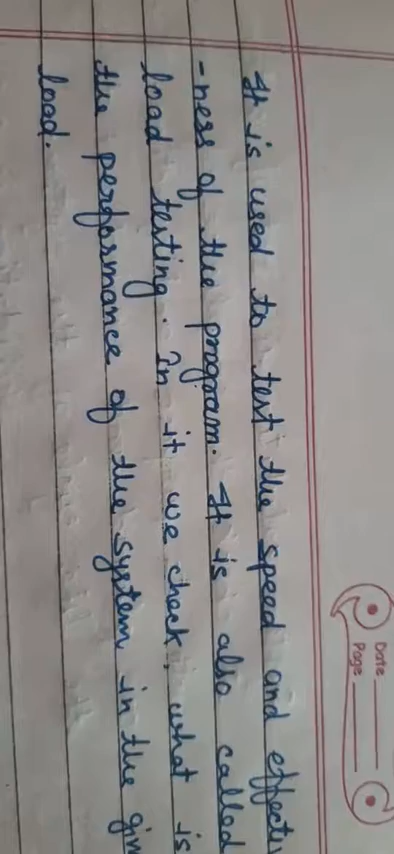 Date
Page
It is used to test the speed and effecti
-ness of the program. It is also called
load testing. In it we check, what is
the performance of the system in the giv
load.